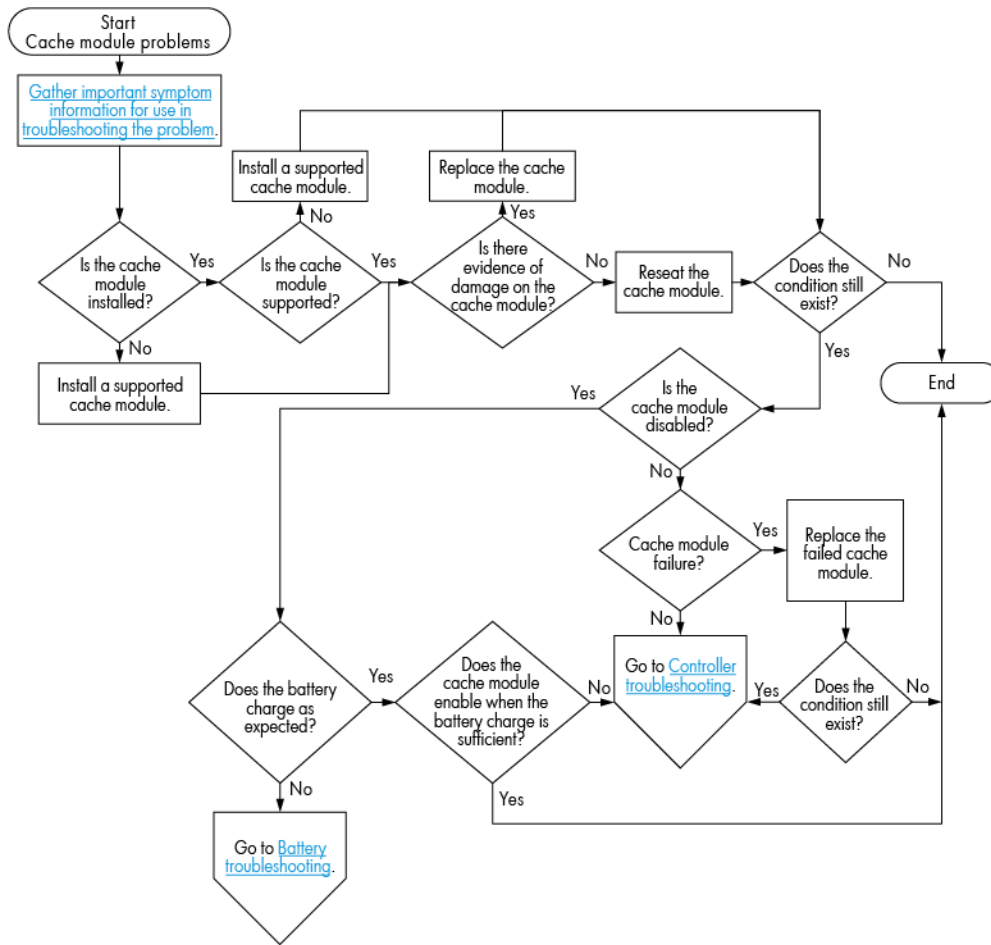 Start
Cache module problems
Gather important symptom
information for use in
troubleshooting the problem.
Install a supported
cache module.
Replace the cache
module.
No
Yes
Is the cache
module
installed?
Yes
Is the cache
module
supported?
Yes
Is there
evidence of
damage on the
cache module?
No
Reseat the
cache module.
Does the
condition still
exist?
No
No
Yes
Install a supported
cache module.
End
Yes
Is the
cache module
disabled?
No
Cache module
failure?
Yes
Replace the
failed cache
module.
No
Does the battery
charge as
expected?
Yes
Does the
cache module
enable when the
battery charge is
sufficient?
No
Go to Controller
troubleshooting.
Yes
Does the
condition still
exist?
No
No
Yes
Go to Battery
troubleshooting.